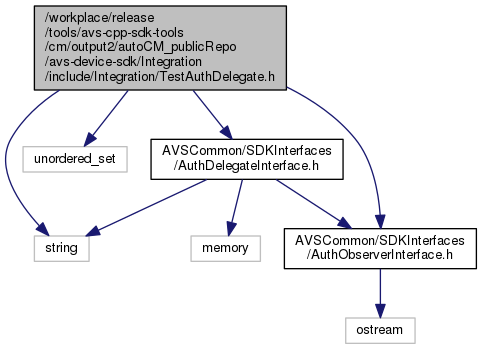 /workplace/release
/tools/avs-cpp-sdk-tools
/cm/output2/autoCM_publicRepo
/avs-device-sdk/Integration
/include/Integration/TestAuthDelegate.h
unordered_set
AVSCommon/SDKInterfaces
/AuthDelegateInterface.h
string
memory
AVSCommon/SDKInterfaces
/AuthObserverInterface.h
ostream